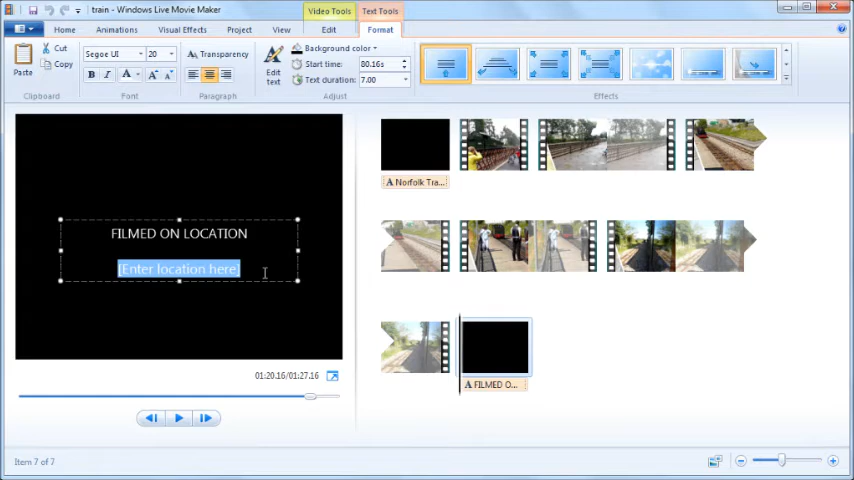 train - Windows Live Movie Maker
Video Tools
Text Tools
Home
Animations
Visual Effects
Project
View
Edit
Format
Paste
Cut
Copy
Clipboard
Segoe UI
20
B
I
A
A
A
Font
Transparency
Paragraph
Edit
text
Background color
Start time: 80.16s
Text duration: 7.00
Adjust
Effects
FILMED ON LOCATION
[Enter location here]
01:20.16/01:27.16
A Norfolk Tra...
A FILMED O...
Item 7 of 7